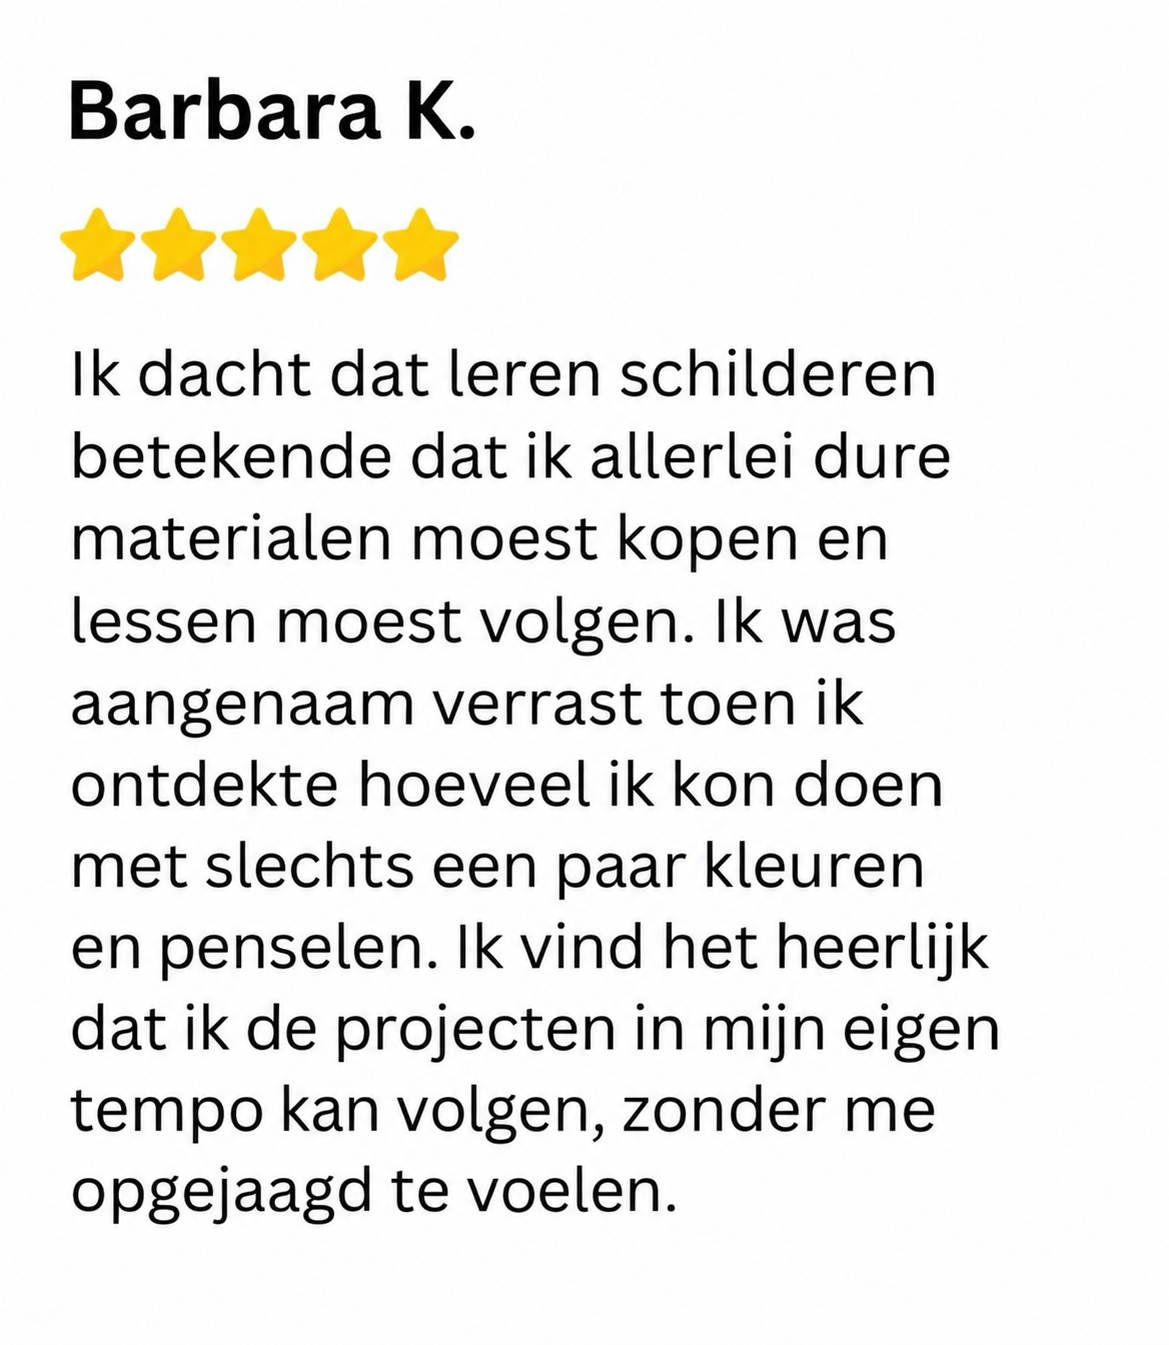 Barbara K.
Ik dacht dat leren schilderen
betekende dat ik allerlei dure
materialen moest kopen en
lessen moest volgen. Ik was
aangenaam verrast toen ik
ontdekte hoeveel ik kon doen
met slechts een paar kleuren
en penselen. Ik vind het heerlijk
dat ik de projecten in mijn eigen
tempo kan volgen, zonder me
opgejaagd te voelen.